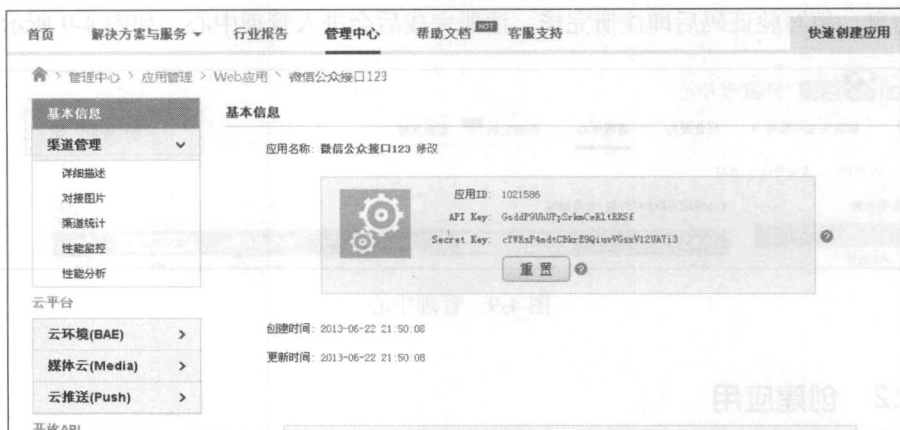 首页 解决方案与服务 行业报告 管理中心 帮助文档 HOT 客服支持 快速创建应用
> 管理中心 > 应用管理 > Web应用 > 微信公众接口123
基本信息
渠道管理
详细描述
对接图片
渠道统计
性能监控
性能分析
云平台
云环境(BAE) >
媒体云(Media) >
云推送(Push) >
开放API
基本信息
应用名称: 微信公众接口123 修改
应用ID: 1021586
API Key:
Secret Key:
重置
创建时间: 2013-06-22 21:50:08
更新时间: 2013-06-22 21:50:08